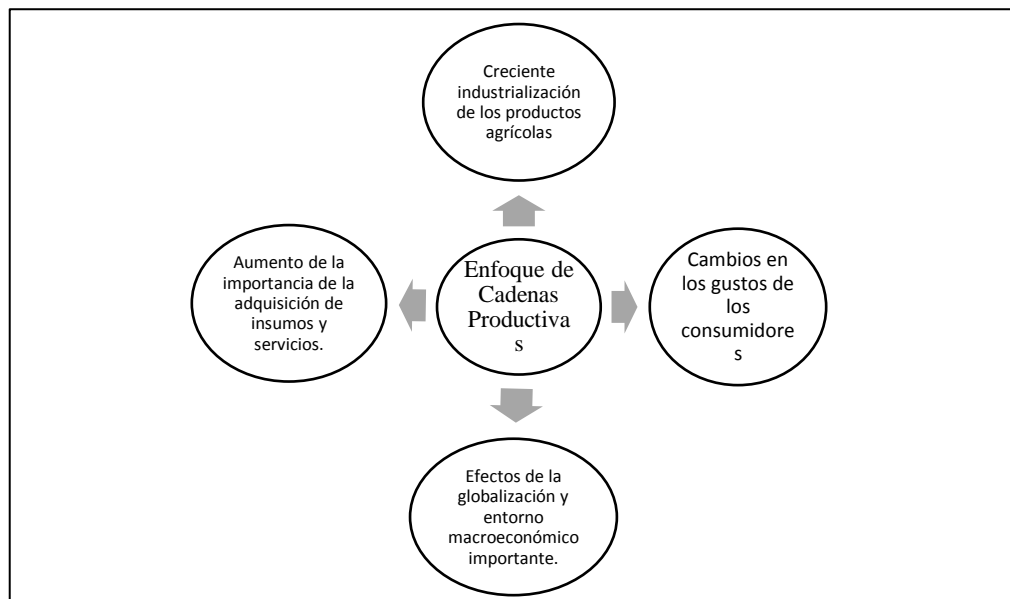 Creciente
industrialización
de los productos
agrícolas
Aumento de la
importancia de la
adquisición de
insumos y
servicios.
Enfoque de
Cadenas
Productiva
s
Cambios en
los gustos de
los
consumidore
s
Efectos de la
globalización y
entorno
macroeconómico
importante.